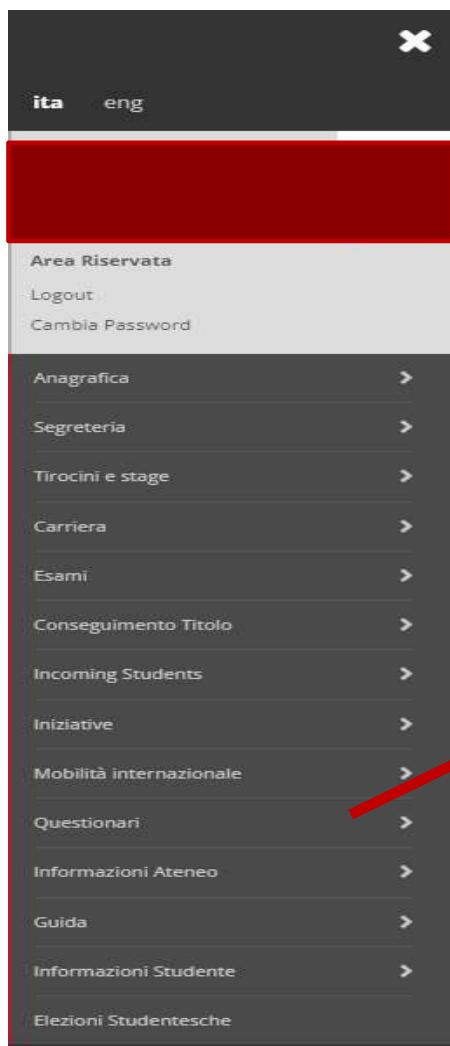 ita eng
Area Riservata
Logout
Cambia Password
Anagrafica
Segreteria
Tirocini e stage
Carriera
Esami
Conseguimento Titolo
Incoming Students
Iniziative
Mobilità internazionale
Questionari
Informazioni Ateneo
Guida
Informazioni Studente
Elezioni Studentesche